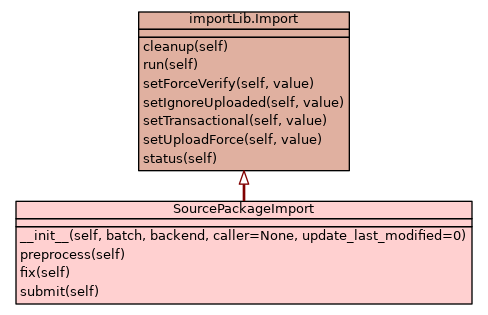 importLib.Import
cleanup(self)
run(self)
setForceVerify(self, value)
setIgnoreUploaded(self, value)
setTransactional(self, value)
setUploadForce(self, value)
status(self)
SourcePackageImport
__init__(self, batch, backend, caller=None, update_last_modified=0)
preprocess(self)
fix(self)
submit(self)